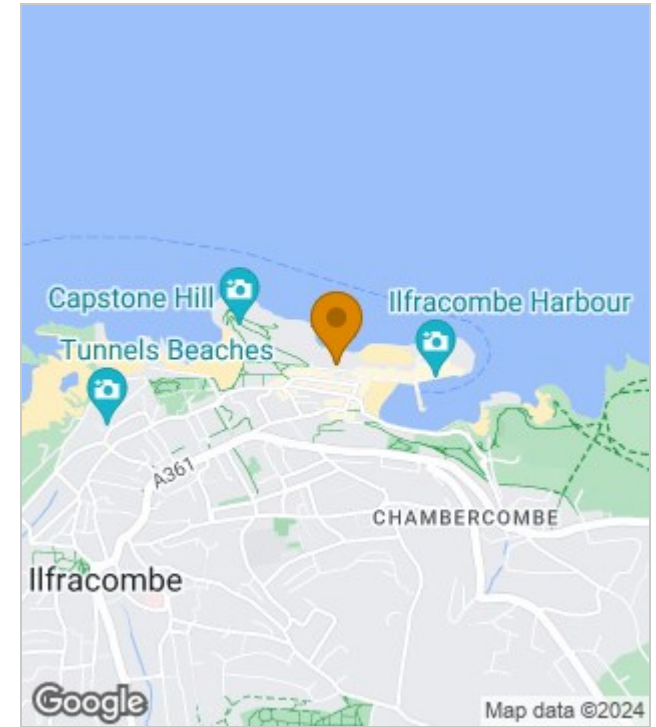 Capstone Hill
Ilfracombe Harbour
Tunnels Beaches
A361
CHAMBERCOMBE
Ilfracombe
Google
Map data ©2024